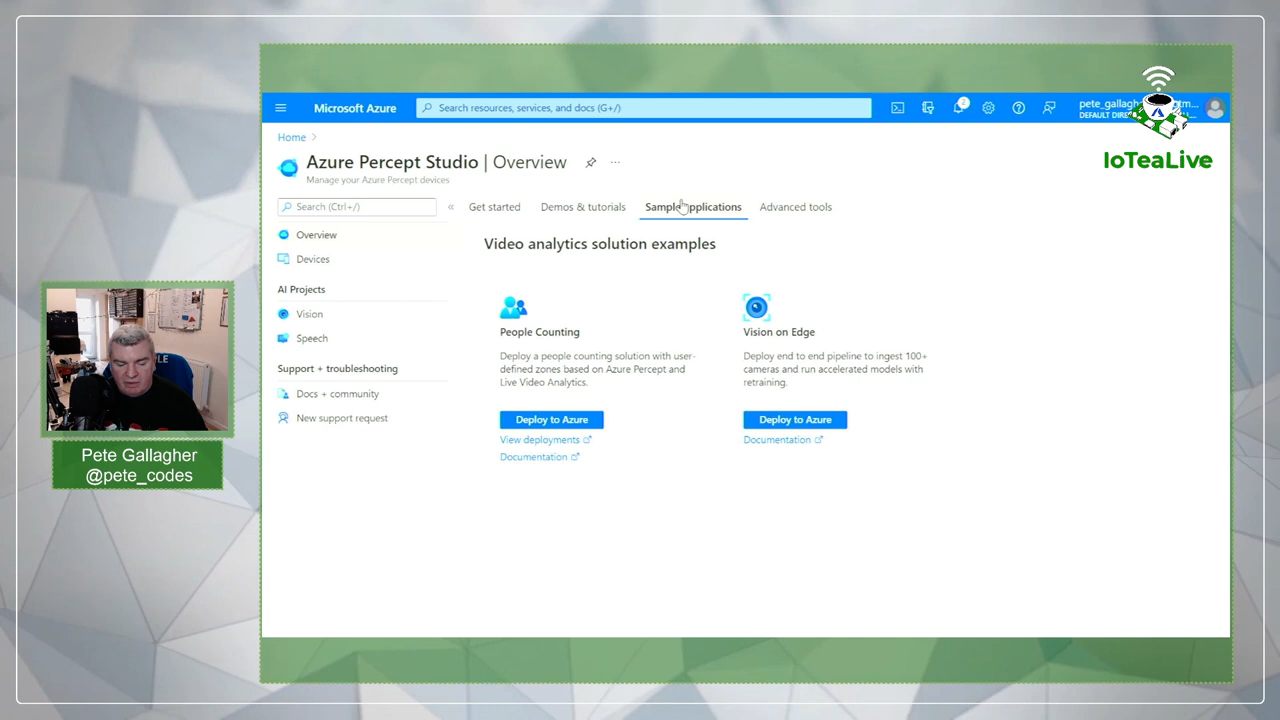 Microsoft Azure
Search resources, services, and docs (G+/)
2
Home
Azure Percept Studio | Overview
Manage your Azure Percept devices
IoTeaLive
Search (Ctrl+/)
Get started
Demos & tutorials
Sample applications
Advanced tools
Overview
Devices
AI Projects
Vision
Speech
Support + troubleshooting
Docs + community
New support request
Video analytics solution examples
People Counting
Deploy a people counting solution with user-
defined zones based on Azure Percept and
Live Video Analytics.
Deploy to Azure
View deployments
Documentation
Vision on Edge
Deploy end to end pipeline to ingest 100+
cameras and run accelerated models with
retraining.
Deploy to Azure
Documentation
Pete Gallagher
@pete_codes